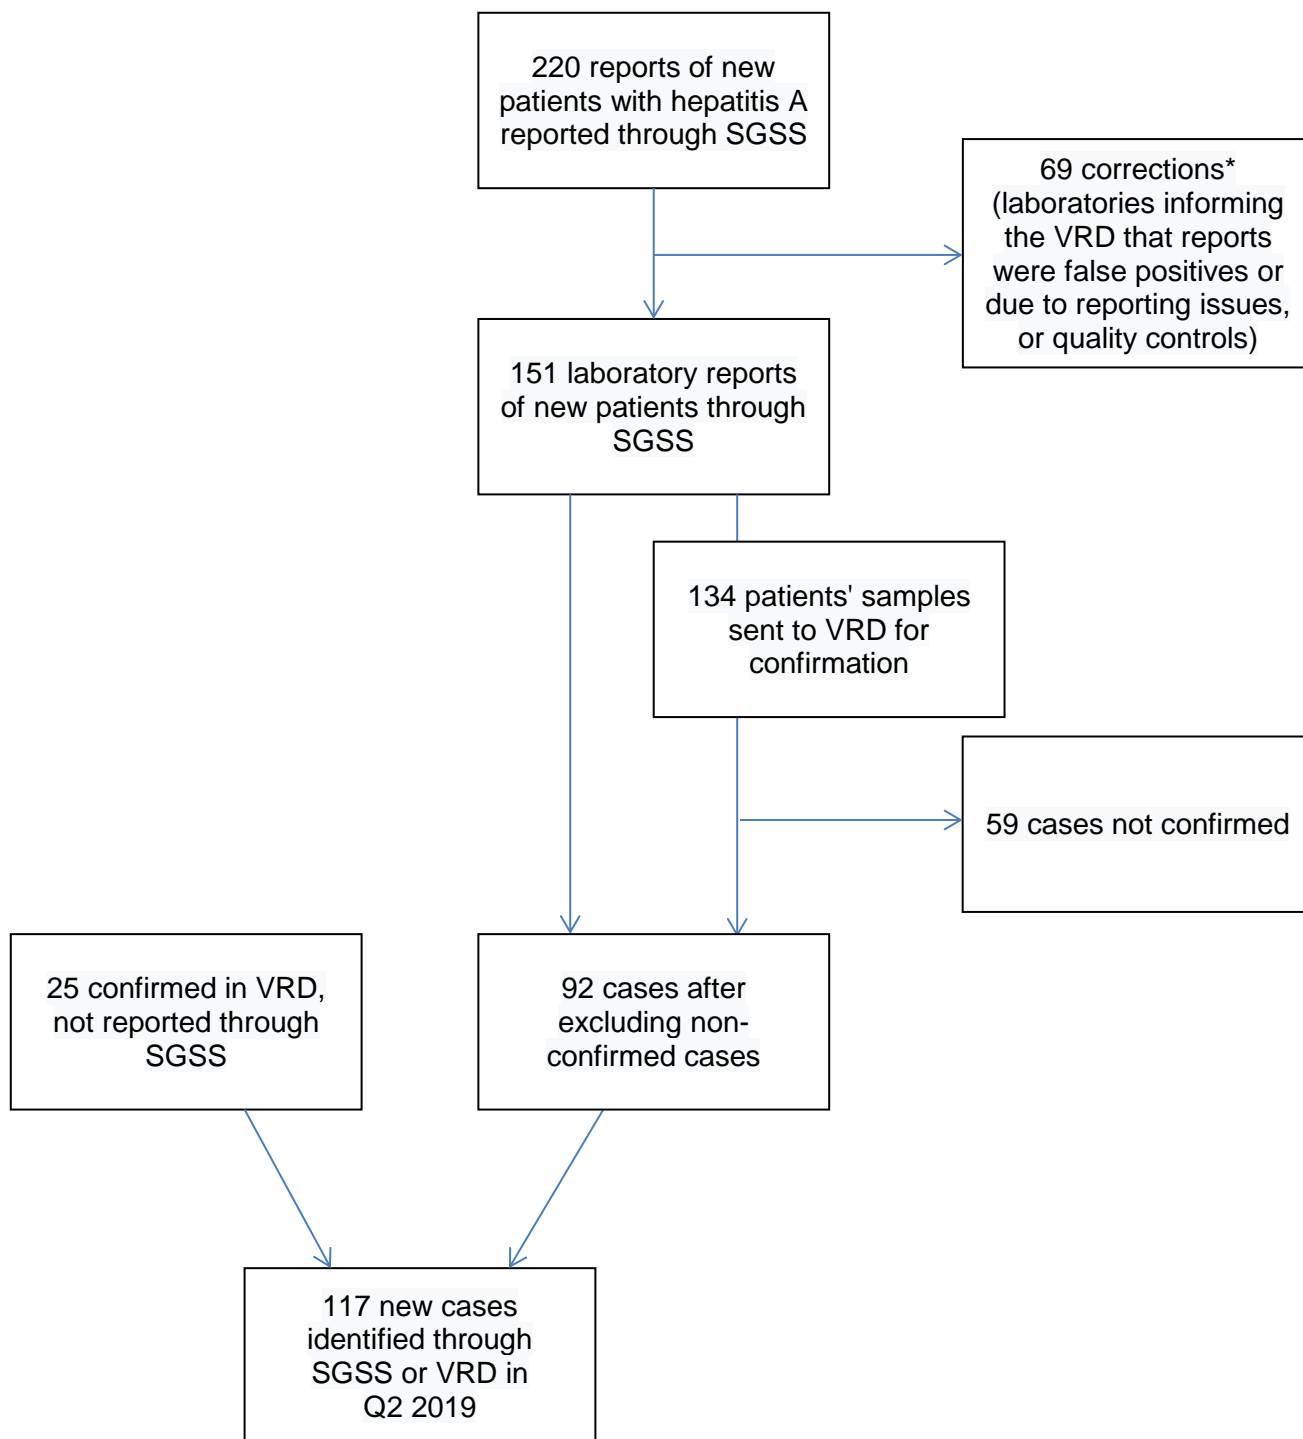 220 reports of new
patients with hepatitis A
reported through SGSS
69 corrections*
(laboratories informing
the VRD that reports
were false positives or
due to reporting issues,
or quality controls)
151 laboratory reports
of new patients through
SGSS
134 patients' samples
sent to VRD for
confirmation
59 cases not confirmed
25 confirmed in VRD,
not reported through
SGSS
92 cases after
excluding non-
confirmed cases
117 new cases
identified through
SGSS or VRD in
Q2 2019